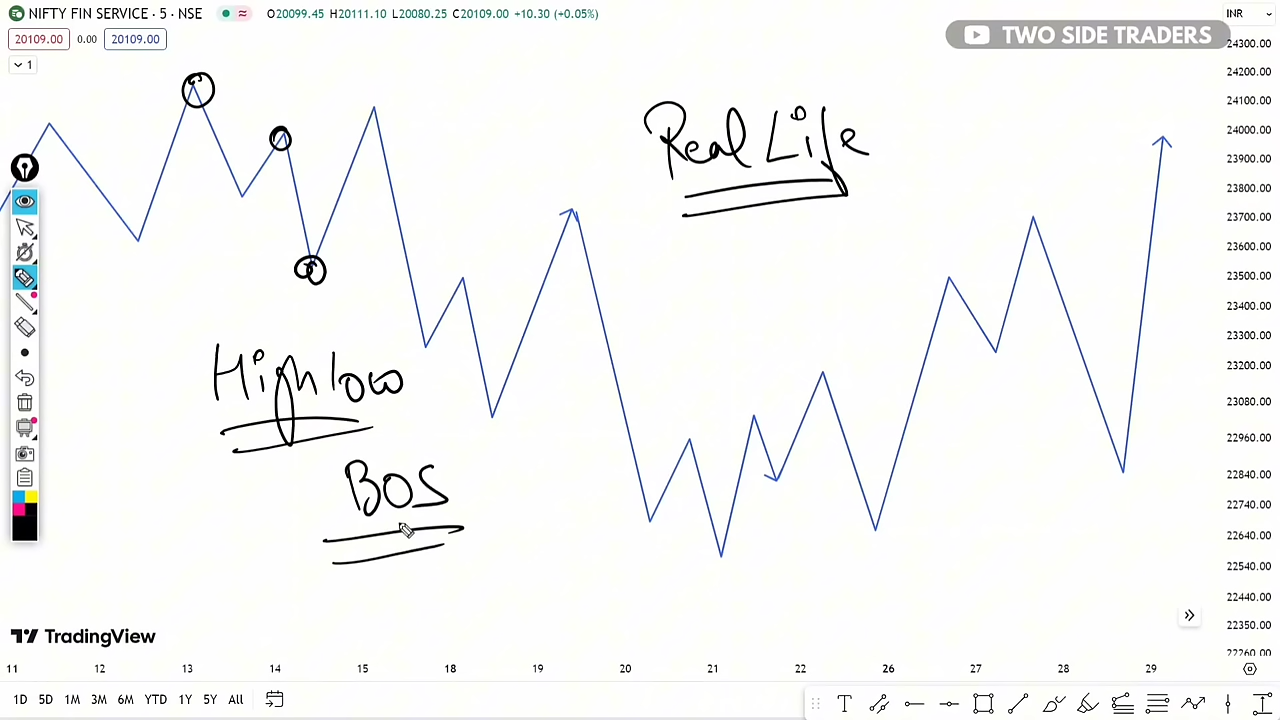 NIFTY FIN SERVICE · 5 · NSE
O20099.45 H20111.10 L20080.25 C20109.00 +10.30 (+0.05%)
INR
20109.00 0.00 20109.00
TWO SIDE TRADERS
1
Real Life
High low
BOS
24300.00
24200.00
24100.00
24000.00
23900.00
23800.00
23700.00
23600.00
23500.00
23400.00
23300.00
23200.00
23080.00
22960.00
22840.00
22740.00
22640.00
22540.00
22440.00
22350.00
22260.00
TradingView
11 12 13 14 15 18 19 20 21 22 26 27 28 29
1D 5D 1M 3M 6M YTD 1Y 5Y All